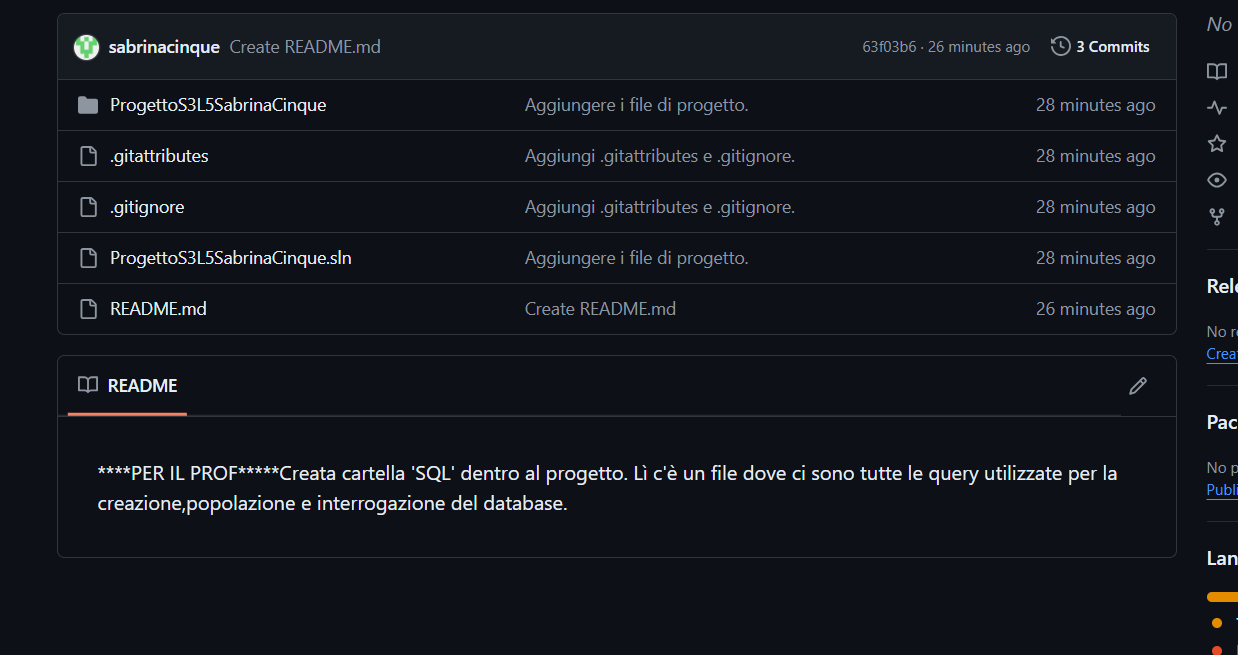 No
sabrinacinque Create README.md 63f03b6 · 26 minutes ago 3 Commits
ProgettoS3L5SabrinaCinque Aggiungere i file di progetto. 28 minutes ago
.gitattributes Aggiungi .gitattributes e .gitignore. 28 minutes ago
.gitignore Aggiungi .gitattributes e .gitignore. 28 minutes ago
ProgettoS3L5SabrinaCinque.sln Aggiungere i file di progetto. 28 minutes ago
README.md Create README.md 26 minutes ago
README
****PER IL PROF*****Creata cartella 'SQL' dentro al progetto. Lì c'è un file dove ci sono tutte le query utilizzate per la
creazione,popolazione e interrogazione del database.
Rele
No re
Crea
Pac
No p
Publi
Lan